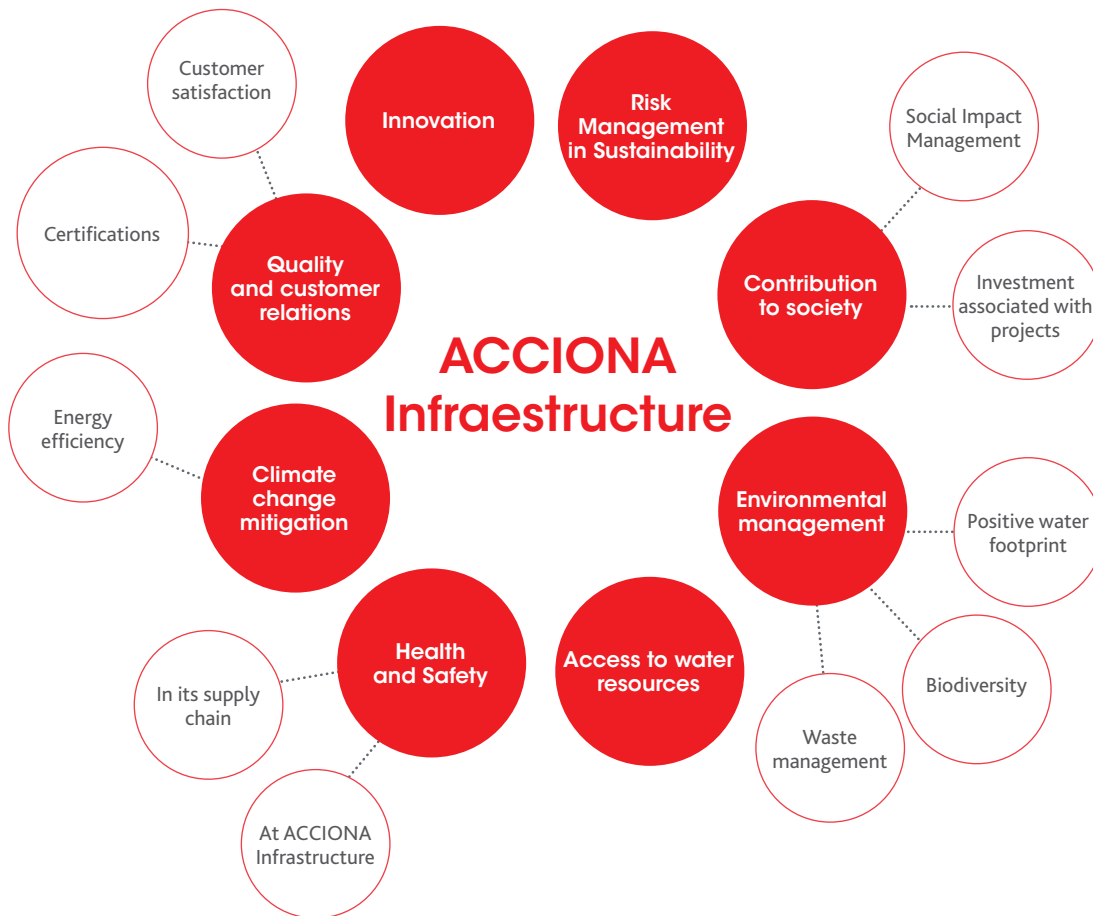 Customer
satisfaction
Innovation
Risk
Management
in Sustainability
Social Impact
Management
Certifications
Quality
and customer
relations
Contribution
to society
Investment
associated with
projects
ACCIONA
Infraestructure
Energy
efficiency
Climate
change
mitigation
Environmental
management
Positive water
footprint
Health
and Safety
Access to water
resources
In its supply
chain
Biodiversity
Waste
management
At ACCIONA
Infrastructure